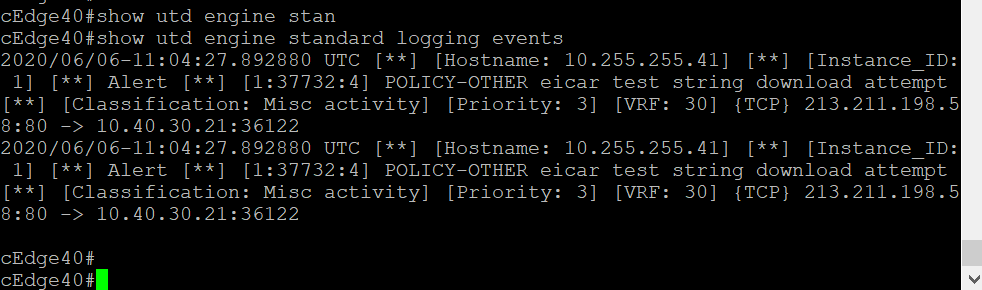 cEdge40#show utd engine stan
cEdge40#show utd engine standard logging events
2020/06/06-11:04:27.892880 UTC [**] [Hostname: 10.255.255.41] [**] [Instance_ID:
 1] [**] Alert [**] [1:37732:4] POLICY-OTHER eicar test string download attempt
[**] [Classification: Misc activity] [Priority: 3] [VRF: 30] {TCP} 213.211.198.5
8:80 -> 10.40.30.21:36122
2020/06/06-11:04:27.892880 UTC [**] [Hostname: 10.255.255.41] [**] [Instance_ID:
 1] [**] Alert [**] [1:37732:4] POLICY-OTHER eicar test string download attempt
[**] [Classification: Misc activity] [Priority: 3] [VRF: 30] {TCP} 213.211.198.5
8:80 -> 10.40.30.21:36122
cEdge40#
cEdge40#